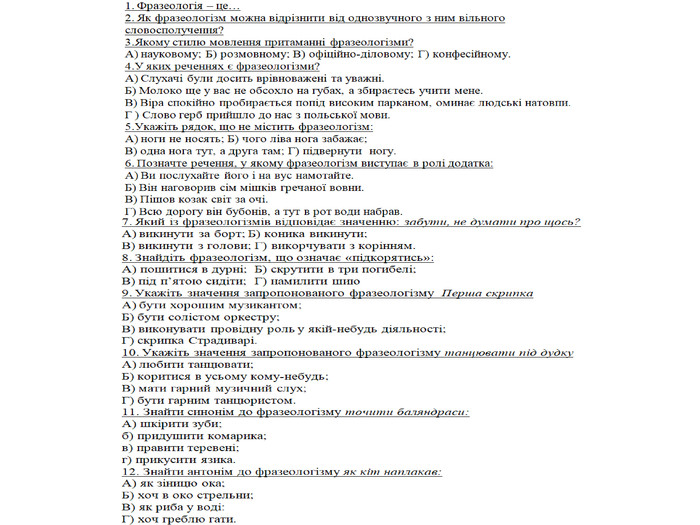 1. Фразеологія – це…
2. Як фразеологізм можна відрізнити від однозвучного з ним вільного
словосполучення?
3.Якому стилю мовлення притаманні фразеологізми?
А) науковому; Б) розмовному; В) офіційно-діловому; Г) конфесійному.
4.У яких реченнях є фразеологізми?
А) Слухачі були досить врівноважені та уважні.
Б) Молоко ще у вас не обсохло на губах, а збираєтесь учити мене.
В) Віра спокійно пробирається попід високим парканом, оминає людські натовпи.
Г ) Слово герб прийшло до нас з польської мови.
5.Укажіть рядок, що не містить фразеологізм:
А) ноги не носять; Б) чого ліва нога забажає;
В) одна нога тут, а друга там; Г) підвернути ногу.
6. Позначте речення, у якому фразеологізм виступає в ролі додатка:
А) Ви послухайте його і на вус намотайте.
Б) Він наговорив сім мішків гречаної вовни.
В) Пішов козак світ за очі.
Г) Всю дорогу він бубонів, а тут в рот води набрав.
7. Який із фразеологізмів відповідає значенню: забути, не думати про щось?
А) викинути за борт; Б) коника викинути;
В) викинути з голови; Г) викорчувати з корінням.
8. Знайдіть фразеологізм, що означає «підкорятись»:
А) пошитися в дурні; Б) скрутити в три погибелі;
В) під п’ятою сидіти; Г) намилити шию
9. Укажіть значення запропонованого фразеологізму Перша скрипка
А) бути хорошим музикантом;
Б) бути солістом оркестру;
В) виконувати провідну роль у якій-небудь діяльності;
Г) скрипка Страдиварі.
10. Укажіть значення запропонованого фразеологізму танцювати під дудку
А) любити танцювати;
Б) коритися в усьому кому-небудь;
В) мати гарний музичний слух;
Г) бути гарним танцюристом.
11. Знайти синонім до фразеологізму точити баляндраси:
А) шкірити зуби;
б) придушити комарика;
в) правити теревені;
г) прикусити язика.
12. Знайти антонім до фразеологізму як кіт наплакав:
А) як зіницю ока;
Б) хоч в око стрельни;
В) як риба у воді:
Г) хоч греблю гати.